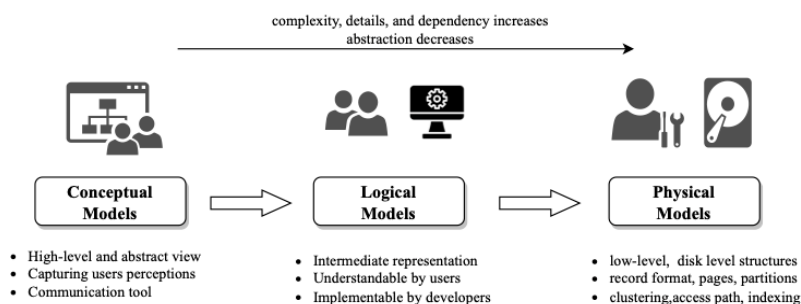 complexity, details, and dependency increases
abstraction decreases
Conceptual
Models
Logical
Models
Physical
Models
• High-level and abstract view
• Capturing users perceptions
• Communication tool
• Intermediate representation
• Understandable by users
• Implementable by developers
• low-level, disk level structures
• record format, pages, partitions
• clustering,access path, indexing